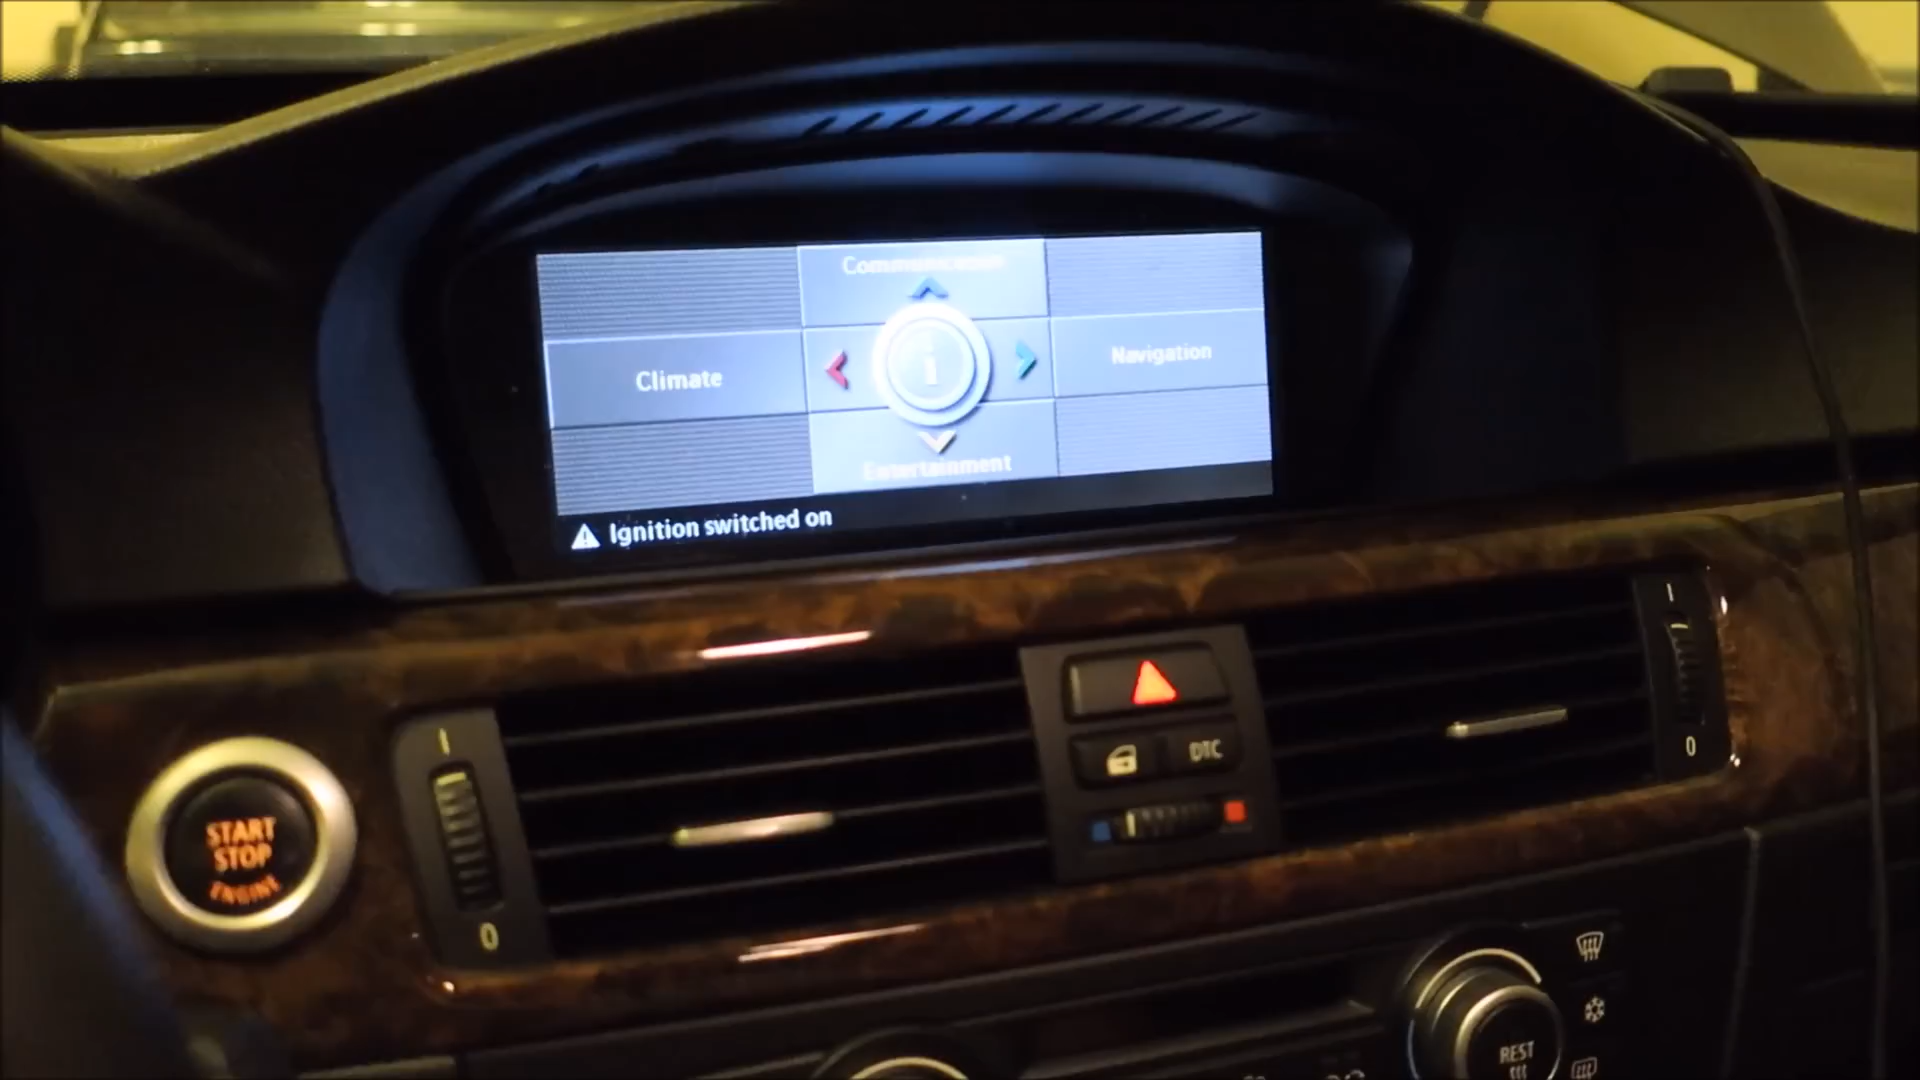 Communication
Climate
i
Navigation
Entertainment
Ignition switched on
START
STOP
ENGINE
I
0
DTC
I
0
REST